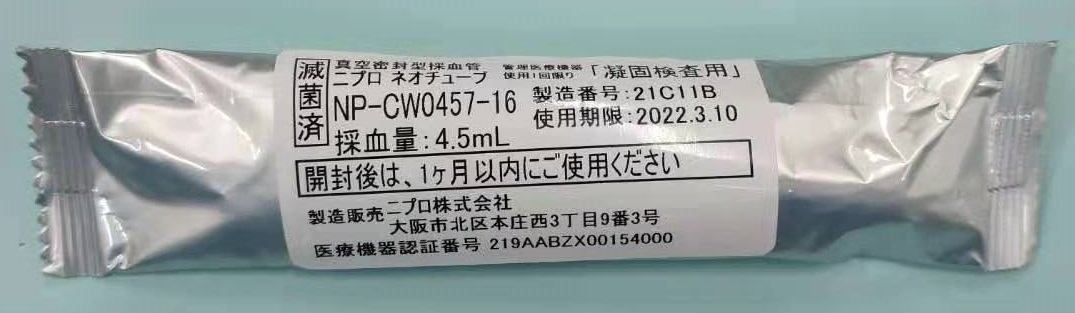 滅菌済
真空密封型採血管 管理医療機器
ニプロ ネオチューブ 使用1回限り 「凝固検査用」
NP-CW0457-16 製造番号:21C11B
採血量:4.5mL 使用期限:2022.3.10
開封後は、1ヶ月以内にご使用ください
製造販売 ニプロ株式会社
大阪市北区本庄西3丁目9番3号
医療機器認証番号 219AABZX00154000